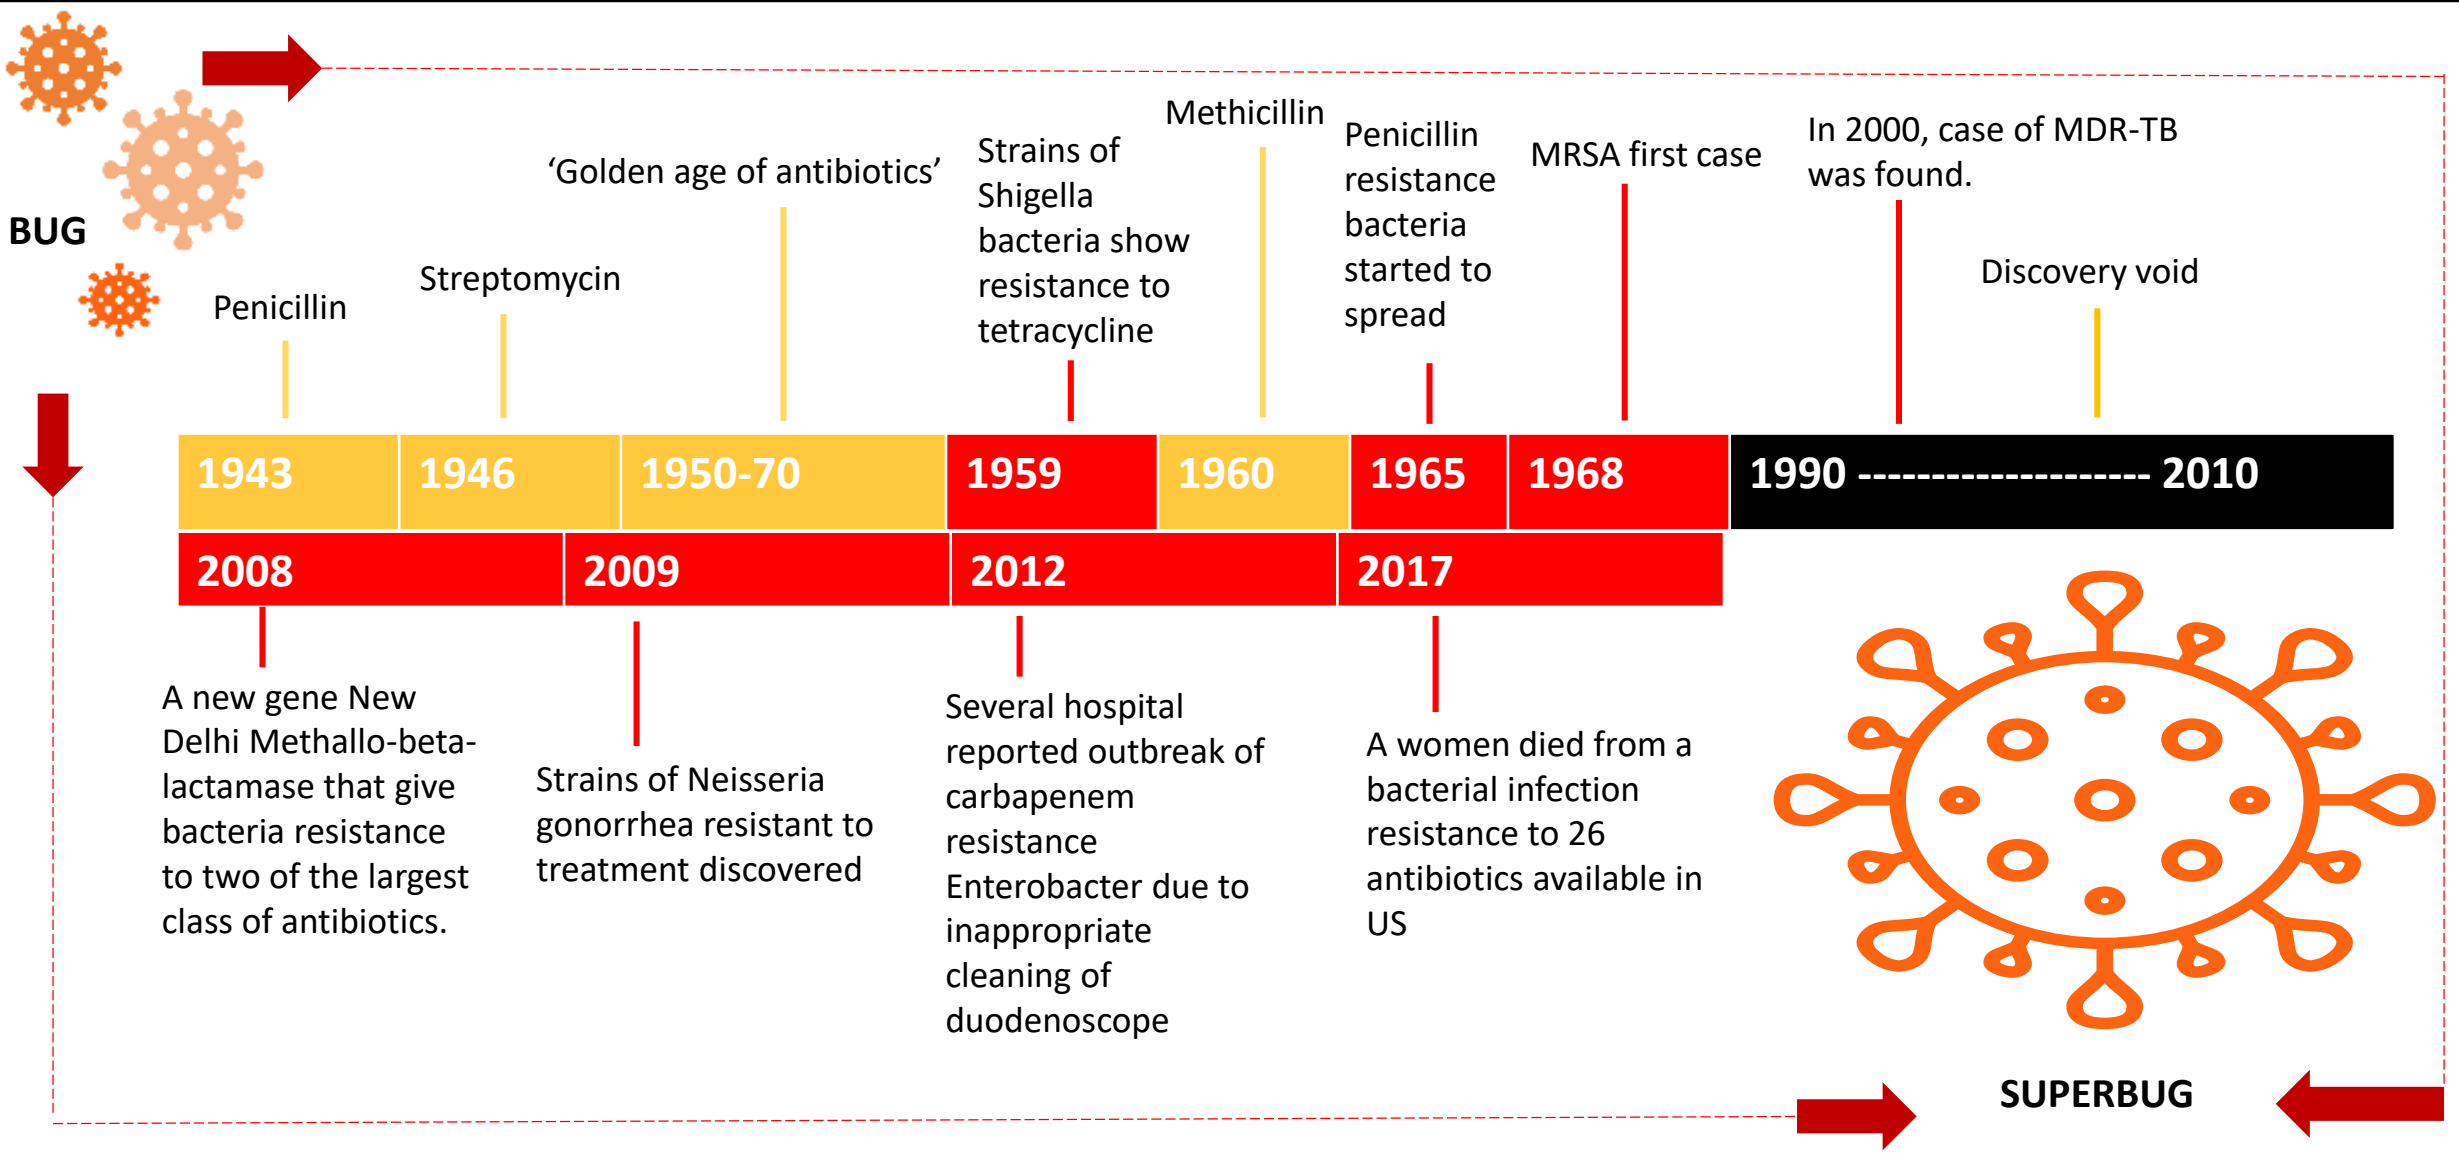 BUG
Penicillin
Streptomycin
‘Golden age of antibiotics’
Strains of
Shigella
bacteria show
resistance to
tetracycline
Methicillin
Penicillin
resistance
bacteria
started to
spread
MRSA first case
In 2000, case of MDR-TB
was found.
Discovery void
1943
1946
1950-70
1959
1960
1965
1968
1990 -------------------- 2010
2008
2009
2012
2017
A new gene New
Delhi Methallo-beta-
lactamase that give
bacteria resistance
to two of the largest
class of antibiotics.
Strains of Neisseria
gonorrhea resistant to
treatment discovered
Several hospital
reported outbreak of
carbapenem
resistance
Enterobacter due to
inappropriate
cleaning of
duodenoscope
A women died from a
bacterial infection
resistance to 26
antibiotics available in
US
SUPERBUG